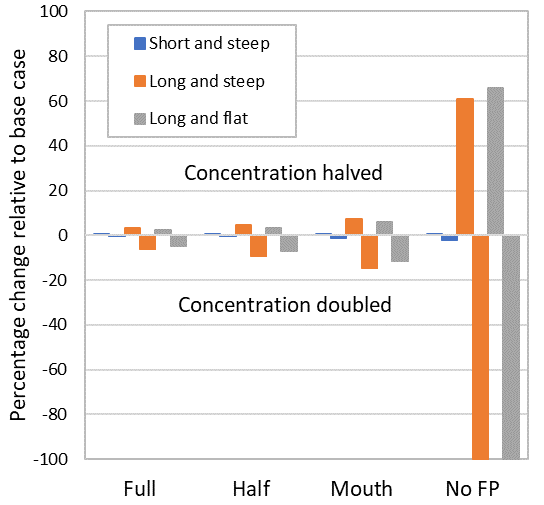 Percentage change relative to base case
100
80
60
40
20
0
-20
-40
-60
-80
-100
Short and steep
Long and steep
Long and flat
Concentration halved
Concentration doubled
Full
Half
Mouth
No FP